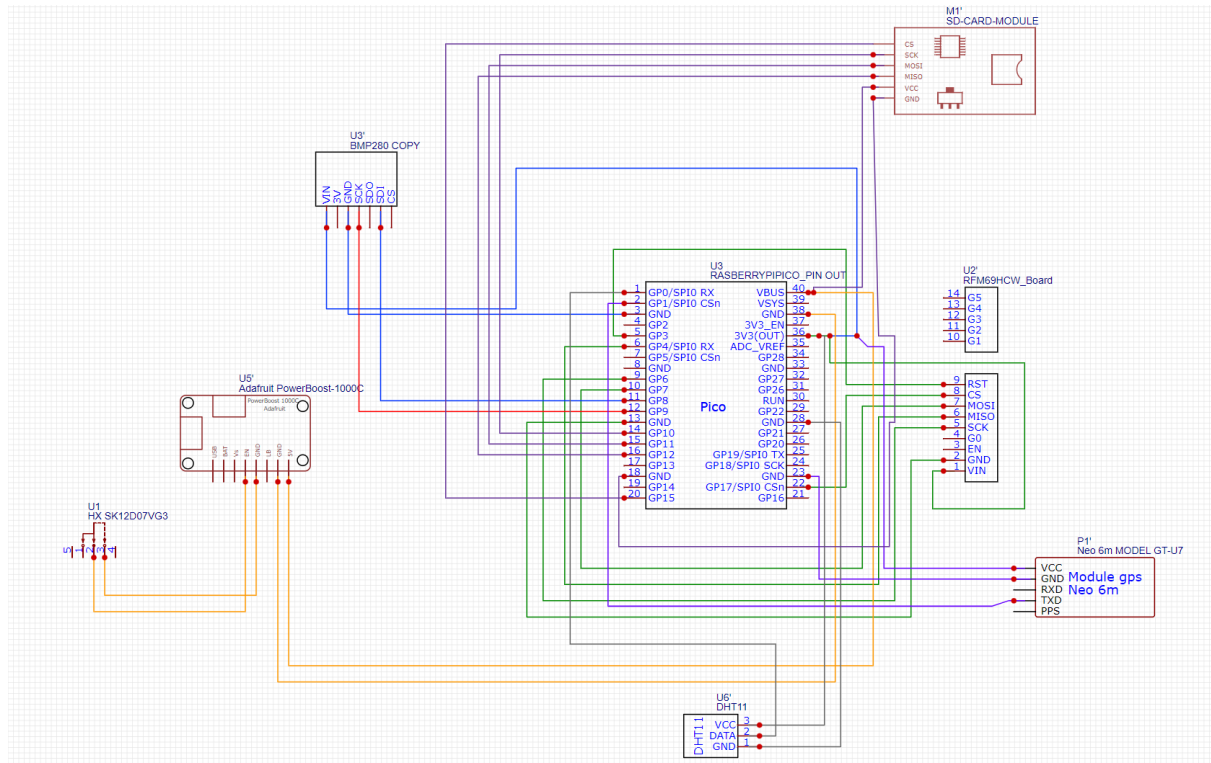 M1'
SD-CARD-MODULE
CS
SCK
MOSI
MISO
VCC
GND
U3'
BMP280 COPY
VIN
3V
GND
SCK
SDO
SDI
CS
U3
RASBERRYPIPICO_PIN OUT
Pico
1 GP0/SPI0 RX
2 GP1/SPI0 CSn
3 GND
4 GP2
5 GP3
6 GP4/SPI0 RX
7 GP5/SPI0 CSn
8 GND
9 GP6
10 GP7
11 GP8
12 GP9
13 GND
14 GP10
15 GP11
16 GP12
17 GP13
18 GND
19 GP14
20 GP15
VBUS 40
VSYS 39
GND 38
3V3_EN 37
3V3(OUT) 36
ADC_VREF 35
GP28 34
GND 33
GP27 32
GP26 31
RUN 30
GP22 29
GND 28
GP21 27
GP20 26
GP19/SPI0 TX 25
GP18/SPI0 SCK 24
GND 23
GP17/SPI0 CSn 22
GP16 21
U2'
RFM69HCW_Board
14 G5
13 G4
12 G3
11 G2
10 G1
9 RST
8 CS
7 MOSI
6 MISO
5 SCK
4 G0
3 EN
2 GND
1 VIN
U5'
Adafruit PowerBoost-1000C
PowerBoost 1000C
Adafruit
USB
BAT
Vs
EN
GND
LB
GND
5V
U1
HX SK12D07VG3
5
1
2
3
4
P1'
Neo 6m MODEL GT-U7
VCC
GND
RXD
TXD
PPS
Module gps
Neo 6m
U6'
DHT11
DHT11
VCC 3
DATA 2
GND 1